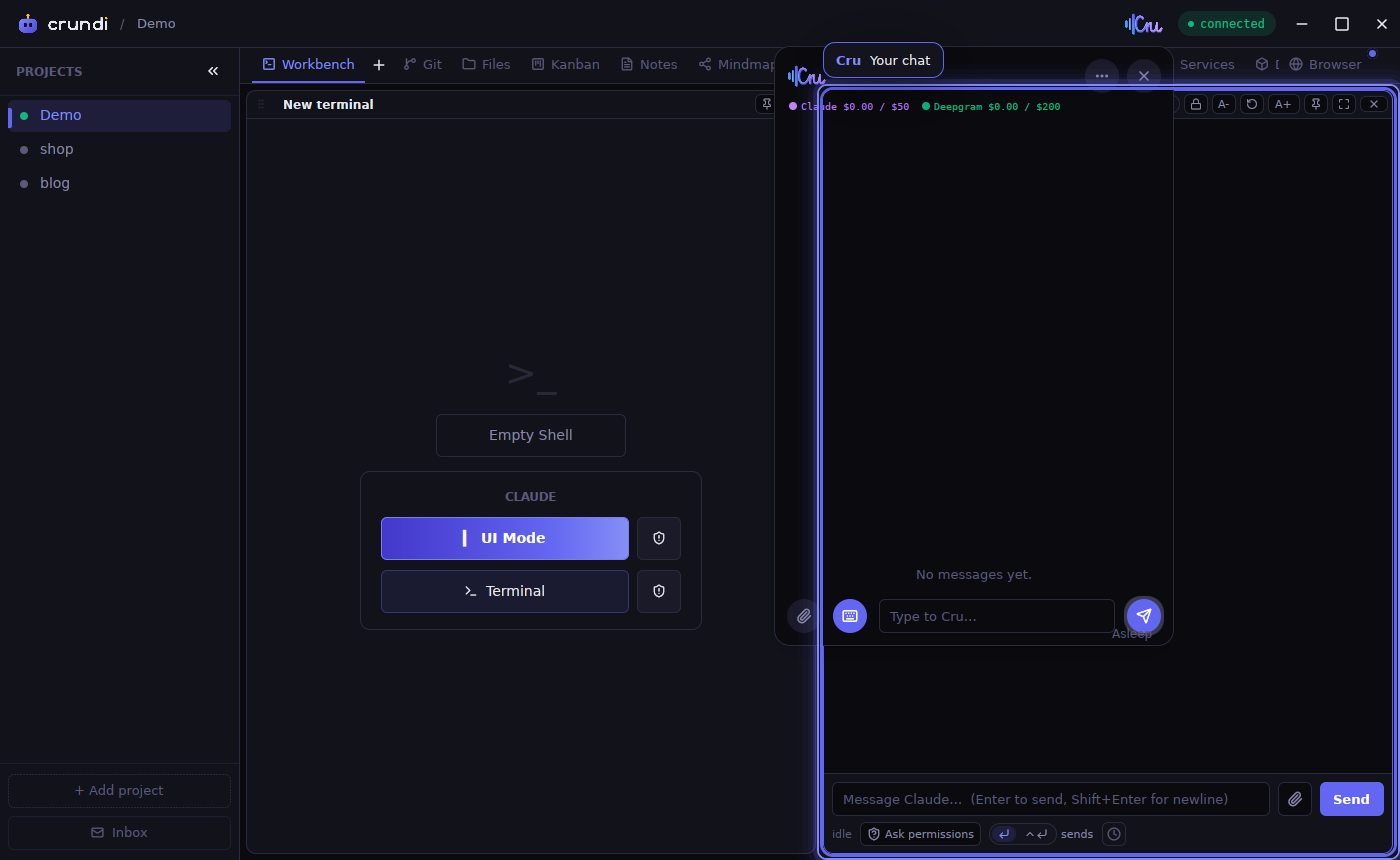 crundi / Demo
Cru
connected
PROJECTS
Demo
shop
blog
+ Add project
Inbox
Workbench
Git
Files
Kanban
Notes
Mindmap
Services
Browser
New terminal
>_
Empty Shell
CLAUDE
UI Mode
Terminal
Cru
Cru Your chat
Claude $0.00 / $50
Deepgram $0.00 / $200
A-
A+
No messages yet.
Type to Cru…
Asleep
Message Claude… (Enter to send, Shift+Enter for newline)
Send
idle
Ask permissions
sends